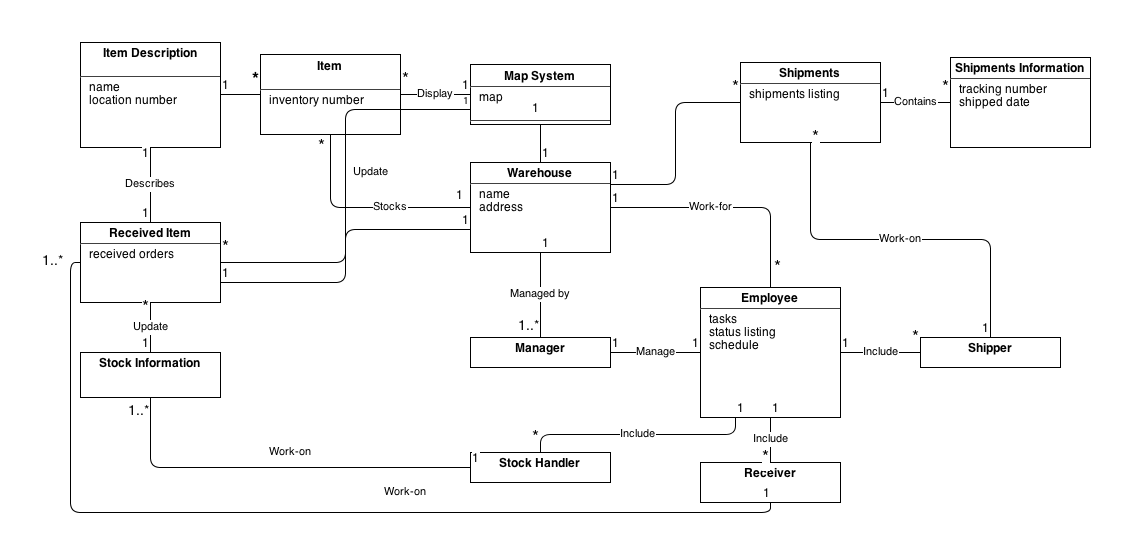 Item Description
name
location number
1
*
Item
inventory number
*
Display
1
1
Map System
map
1
*
Shipments
shipments listing
1
Contains
*
Shipments Information
tracking number
shipped date
*
*
1
Describes
1
Update
1
Warehouse
name
address
1
1
1
Stocks
1
1
Work-for
*
Work-on
1
Received Item
received orders
*
1
1..*
*
Update
1
Stock Information
1..*
Managed by
1..*
Manager
1
Manage
1
Employee
tasks
status listing
schedule
1
Include
*
Shipper
1
1
Include
*
Include
*
Work-on
1
Stock Handler
Receiver
1
Work-on